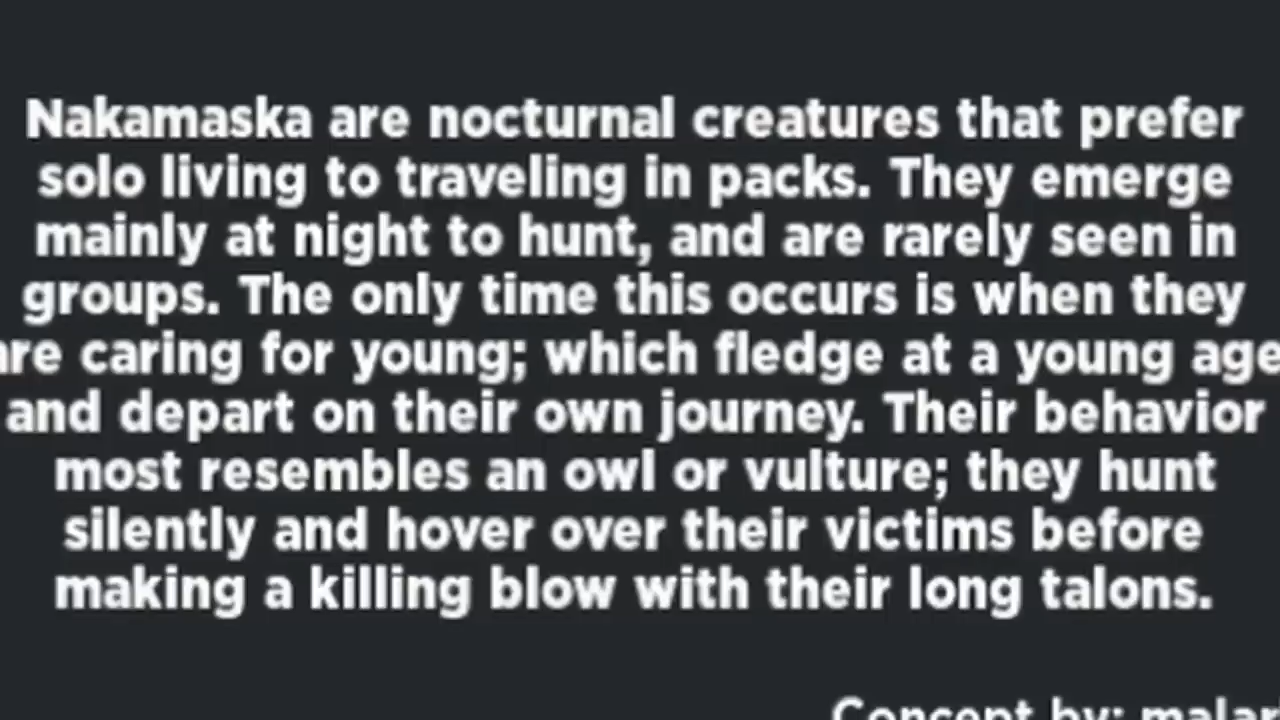 Nakamaska are nocturnal creatures that prefer
solo living to traveling in packs. They emerge
mainly at night to hunt, and are rarely seen in
groups. The only time this occurs is when they
are caring for young; which fledge at a young age
and depart on their own journey. Their behavior
most resembles an owl or vulture; they hunt
silently and hover over their victims before
making a killing blow with their long talons.
Concept by: